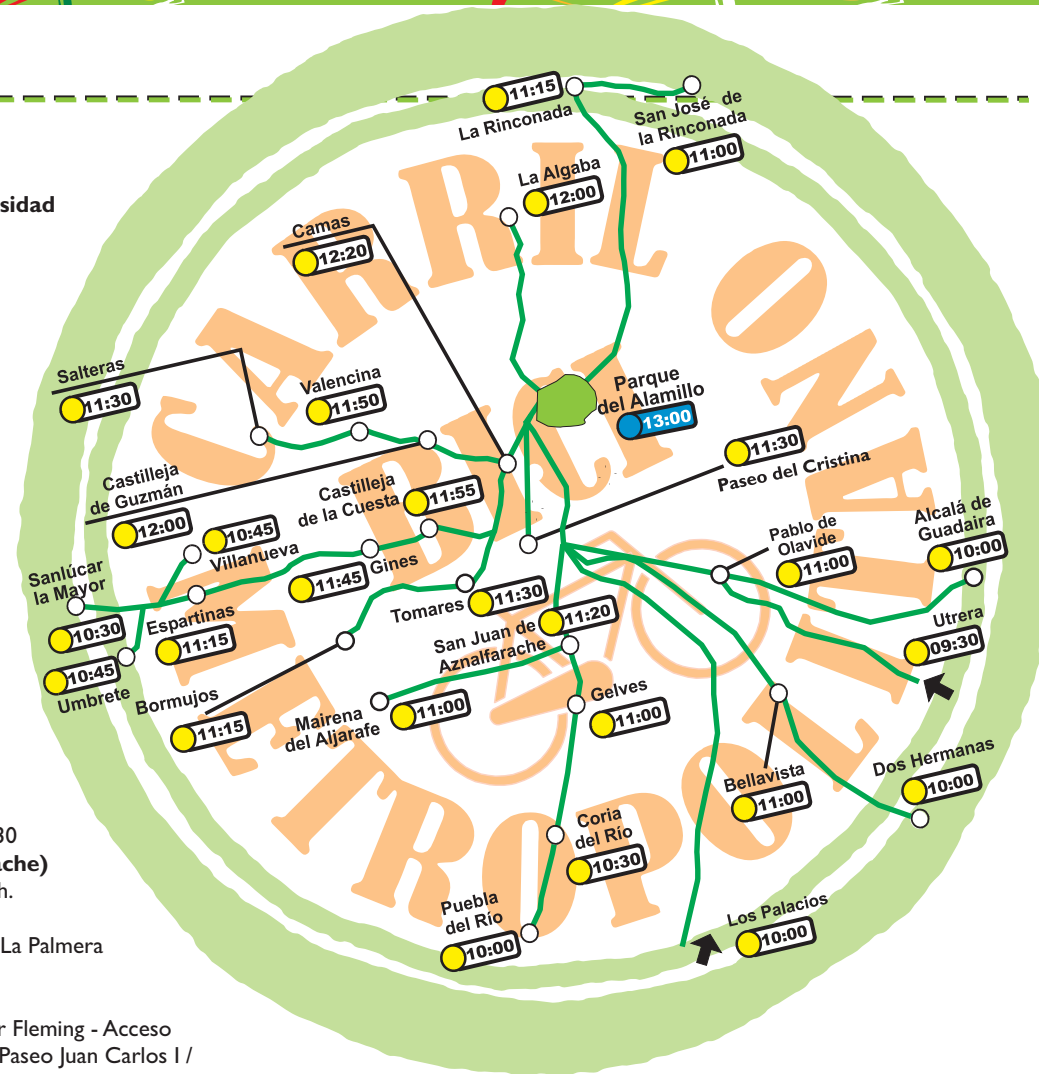 11:15
La Rinconada
San José de
la Rinconada
11:00
La Algaba
12:00
sidad
Camas
12:20
CARRIL BICI
METROPOLITANO
Salteras
11:30
Valencina
11:50
Parque
del Alamillo
13:00
11:30
Paseo del Cristina
Castilleja
de Guzmán
12:00
Castilleja
de la Cuesta
11:55
10:45
Villanueva
11:45
Gines
Pablo de
Olavide
11:00
Alcalá de
Guadaira
10:00
Sanlúcar
la Mayor
10:30
Espartinas
11:15
Tomares
11:30
San Juan de
Aznalfarache
11:20
Utrera
09:30
10:45
Umbrete
Bormujos
11:15
Mairena
del Aljarafe
11:00
Gelves
11:00
Bellavista
11:00
Dos Hermanas
10:00
30
ache)
h.
Coria
del Río
10:30
La Palmera
Puebla
del Río
10:00
Los Palacios
10:00
r Fleming - Acceso
Paseo Juan Carlos I /